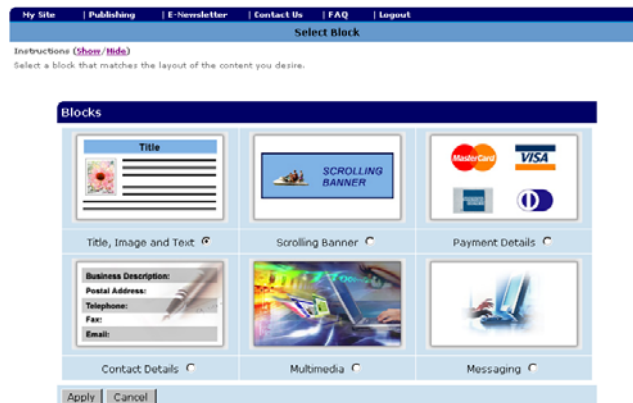 My Site | Publishing | E-Newsletter | Contact Us | FAQ | Logout
Select Block
Instructions (Show/Hide)
Select a block that matches the layout of the content you desire.
Blocks
Title
SCROLLING
BANNER
MasterCard VISA
Title, Image and Text Scrolling Banner Payment Details
Business Description:
Postal Address:
Telephone:
Fax:
Email:
Contact Details Multimedia Messaging
Apply Cancel